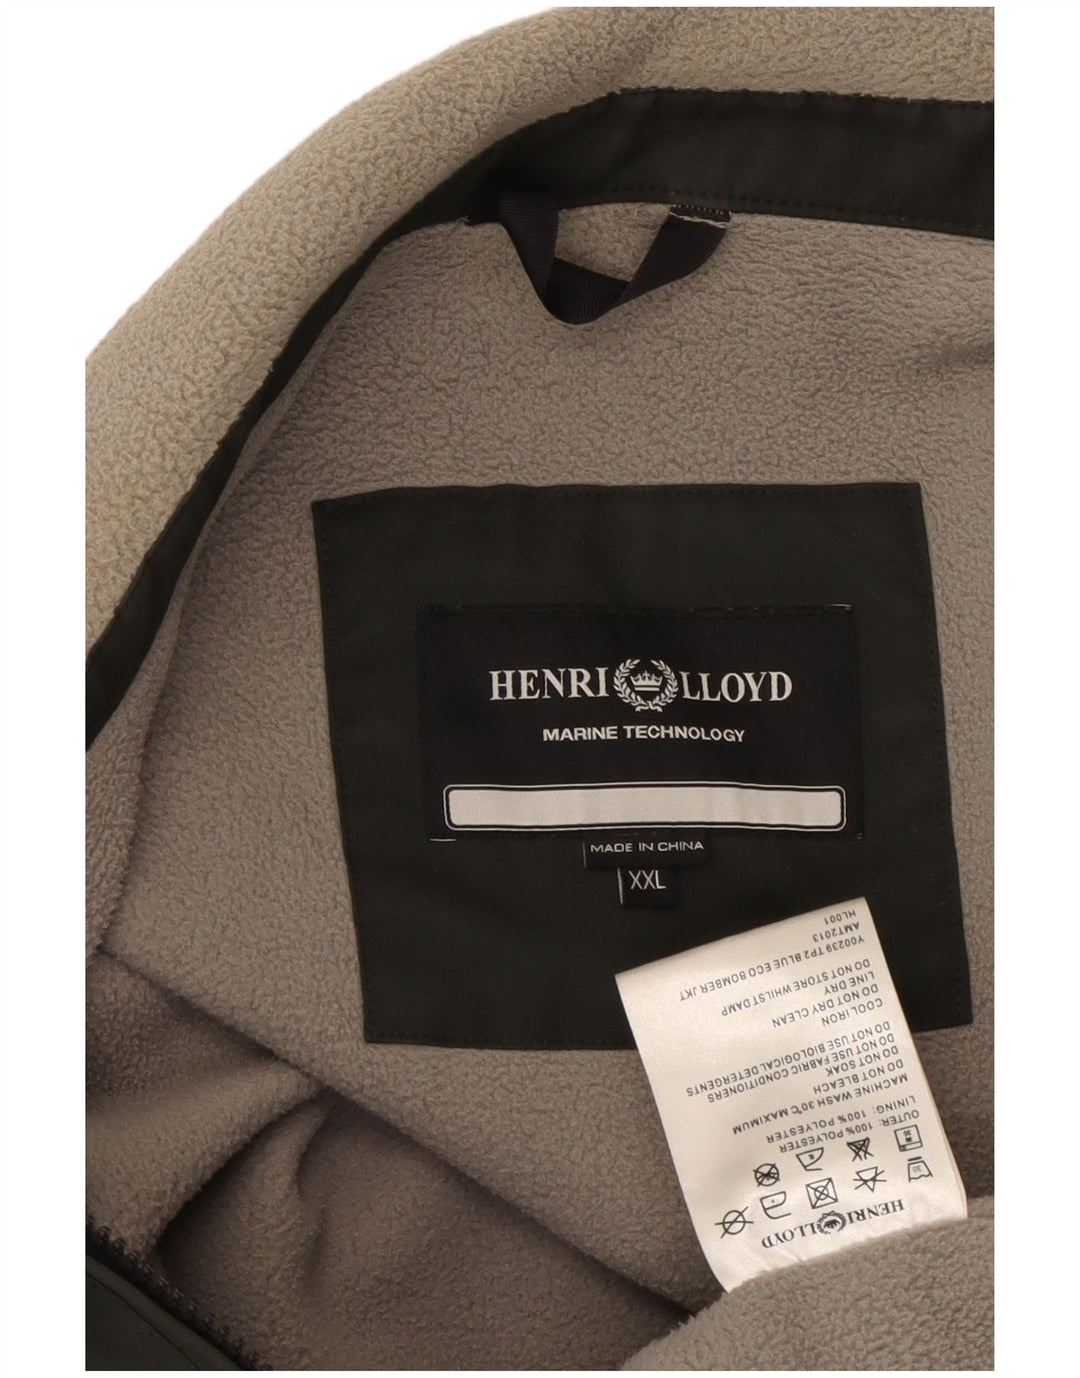 HENRI LLOYD
MARINE TECHNOLOGY
MADE IN CHINA
XXL
HENRI LLOYD
30
OUTER: 100% POLYESTER
LINING: 100% POLYESTER
MACHINE WASH 30°C MAXIMUM
DO NOT BLEACH
DO NOT SOAK
DO NOT USE FABRIC CONDITIONERS
DO NOT USE BIOLOGICAL DETERGENTS
COOL IRON
DO NOT DRY CLEAN
LINE DRY
DO NOT STORE WHILST DAMP
Y00239 TP2 BLUE ECO BOMBER JKT
AMT2013
HL001